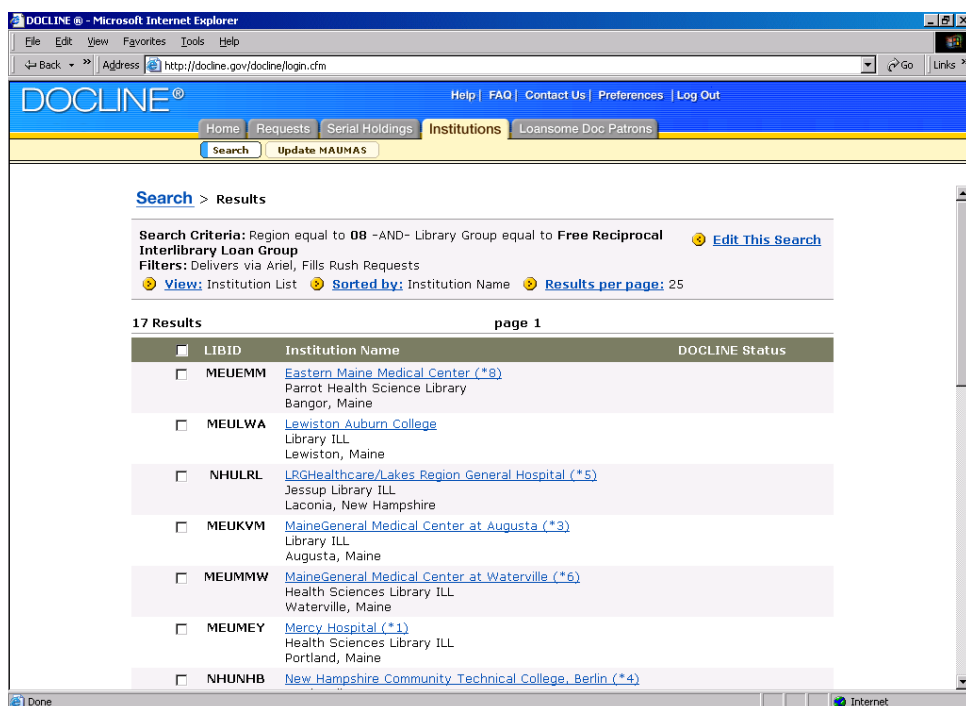 DOCLINE ® - Microsoft Internet Explorer
File Edit View Favorites Tools Help
Back » Address http://docline.gov/docline/login.cfm Go Links »
DOCLINE®
Help | FAQ | Contact Us | Preferences | Log Out
Home Requests Serial Holdings Institutions Loansome Doc Patrons
Search Update MAUMAS
Search > Results
Search Criteria: Region equal to 08 -AND- Library Group equal to Free Reciprocal
Interlibrary Loan Group
Edit This Search
Filters: Delivers via Ariel, Fills Rush Requests
View: Institution List Sorted by: Institution Name Results per page: 25
17 Results page 1
LIBID Institution Name DOCLINE Status
MEUEMM Eastern Maine Medical Center (*8)
Parrot Health Science Library
Bangor, Maine
MEULWA Lewiston Auburn College
Library ILL
Lewiston, Maine
NHULRL LRGHealthcare/Lakes Region General Hospital (*5)
Jessup Library ILL
Laconia, New Hampshire
MEUKVM MaineGeneral Medical Center at Augusta (*3)
Library ILL
Augusta, Maine
MEUMMW MaineGeneral Medical Center at Waterville (*6)
Health Sciences Library ILL
Waterville, Maine
MEUMEY Mercy Hospital (*1)
Health Sciences Library ILL
Portland, Maine
NHUNHB New Hampshire Community Technical College, Berlin (*4)
Done Internet